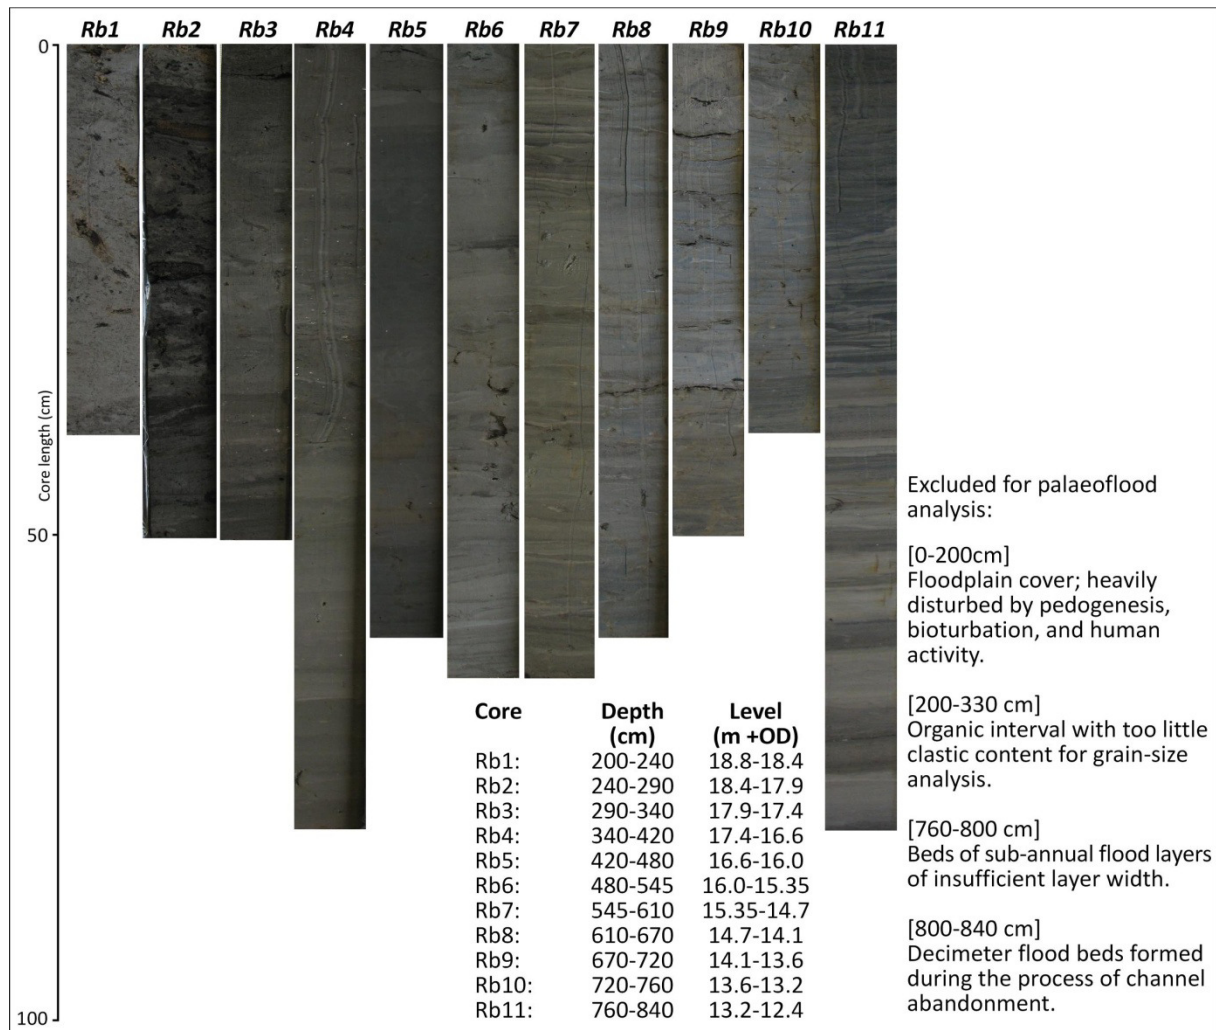 Rb1 Rb2 Rb3 Rb4 Rb5 Rb6 Rb7 Rb8 Rb9 Rb10 Rb11
0
Core length (cm)
50
100
Excluded for palaeoflood
analysis:
[0-200cm]
Floodplain cover; heavily
disturbed by pedogenesis,
bioturbation, and human
activity.
[200-330 cm]
Organic interval with too little
clastic content for grain-size
analysis.
[760-800 cm]
Beds of sub-annual flood layers
of insufficient layer width.
[800-840 cm]
Decimeter flood beds formed
during the process of channel
abandonment.
Core Depth Level
(cm) (m +OD)
Rb1: 200-240 18.8-18.4
Rb2: 240-290 18.4-17.9
Rb3: 290-340 17.9-17.4
Rb4: 340-420 17.4-16.6
Rb5: 420-480 16.6-16.0
Rb6: 480-545 16.0-15.35
Rb7: 545-610 15.35-14.7
Rb8: 610-670 14.7-14.1
Rb9: 670-720 14.1-13.6
Rb10: 720-760 13.6-13.2
Rb11: 760-840 13.2-12.4